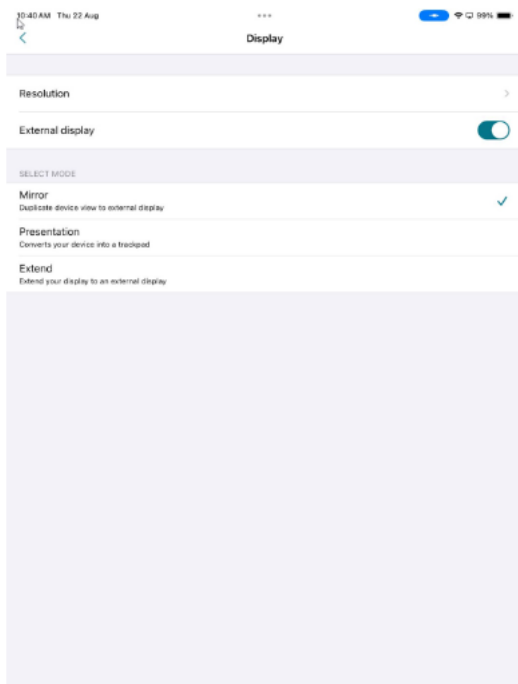 10:40 AM Thu 22 Aug
99%
Display
Resolution
External display
SELECT MODE
Mirror
Duplicate device view to external display
Presentation
Converts your device into a trackpad
Extend
Extend your display to an external display